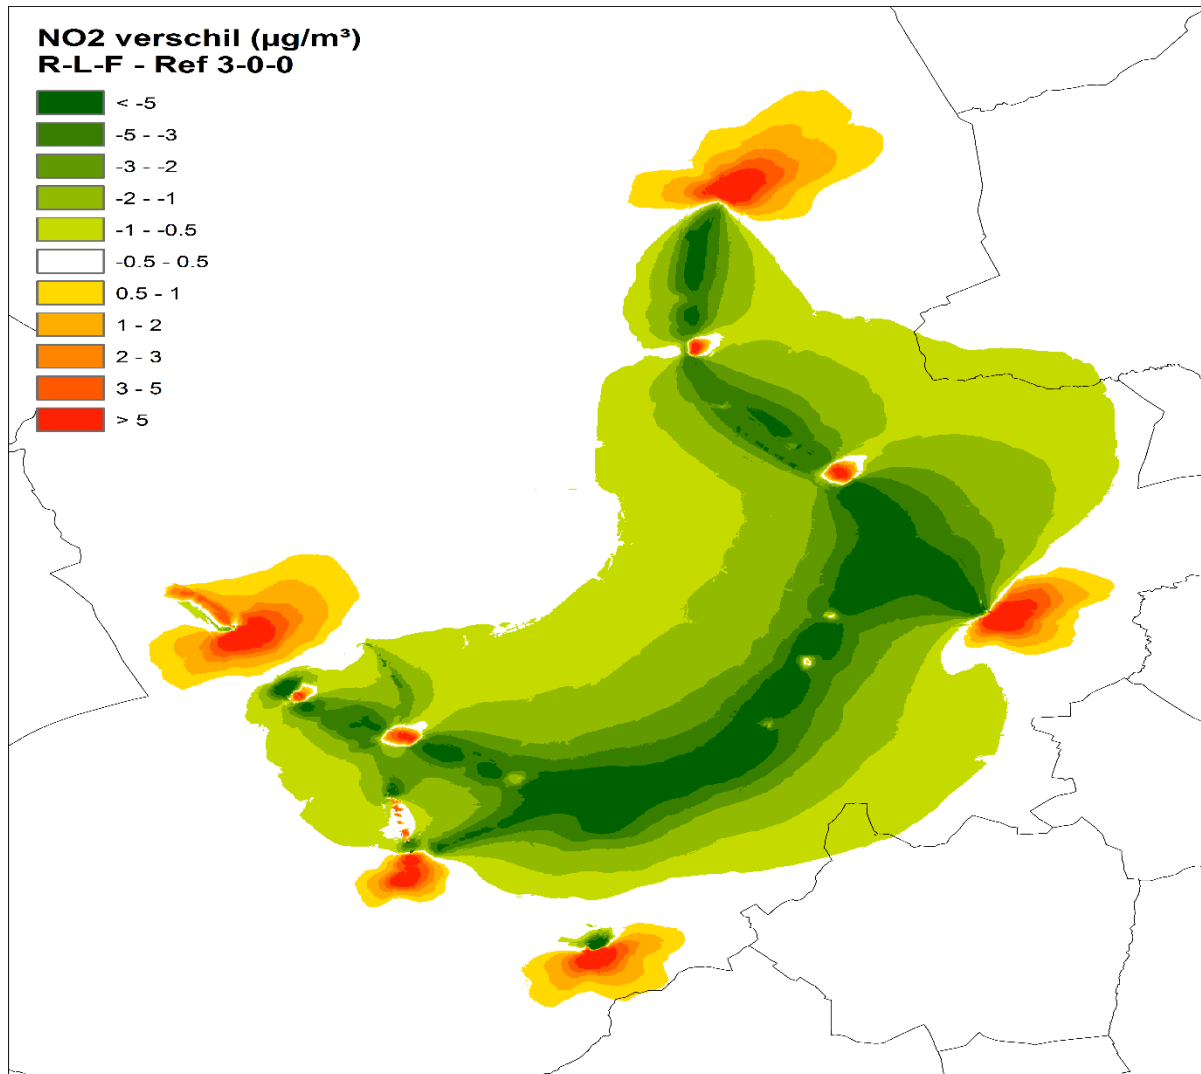 NO2 verschil (µg/m³)
R-L-F - Ref 3-0-0
< -5
-5 - -3
-3 - -2
-2 - -1
-1 - -0.5
-0.5 - 0.5
0.5 - 1
1 - 2
2 - 3
3 - 5
> 5